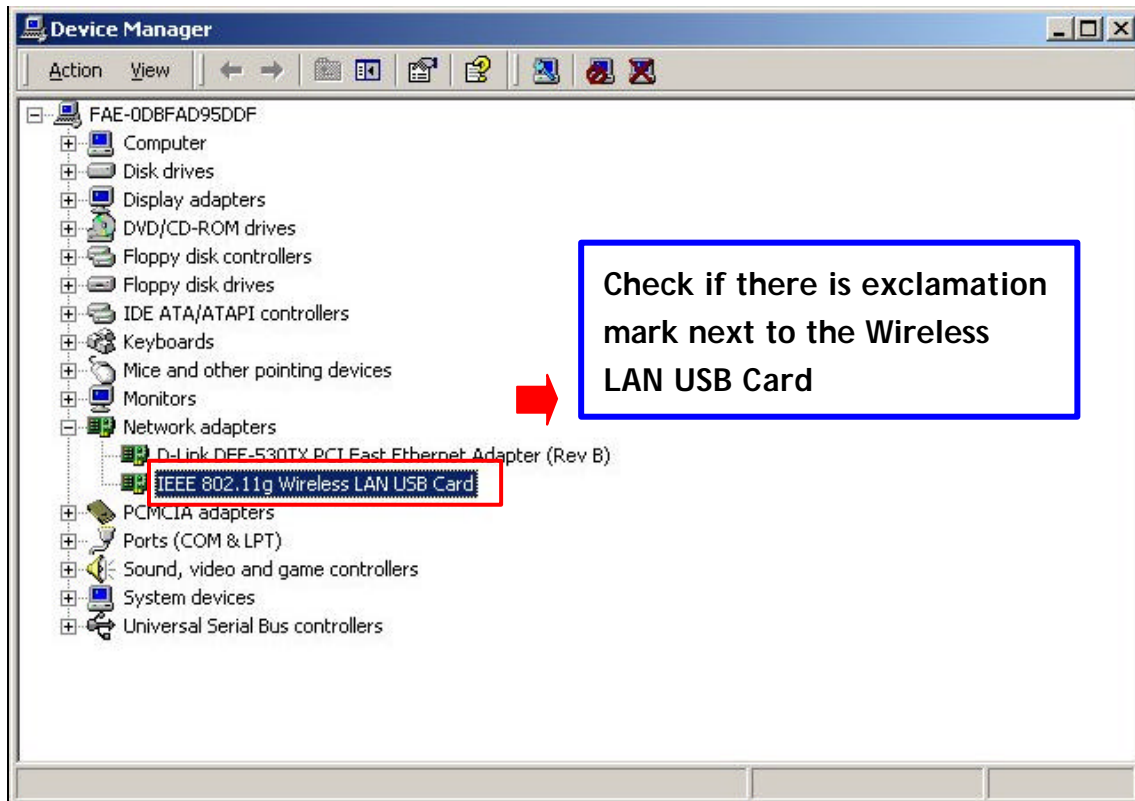 Device Manager
Action View
FAE-0DBFAD95DDF
Computer
Disk drives
Display adapters
DVD/CD-ROM drives
Floppy disk controllers
Floppy disk drives
IDE ATA/ATAPI controllers
Keyboards
Mice and other pointing devices
Monitors
Network adapters
D-Link DFE-530TX PCI Fast Ethernet Adapter (Rev B)
IEEE 802.11g Wireless LAN USB Card
PCMCIA adapters
Ports (COM & LPT)
Sound, video and game controllers
System devices
Universal Serial Bus controllers
Check if there is exclamation
mark next to the Wireless
LAN USB Card